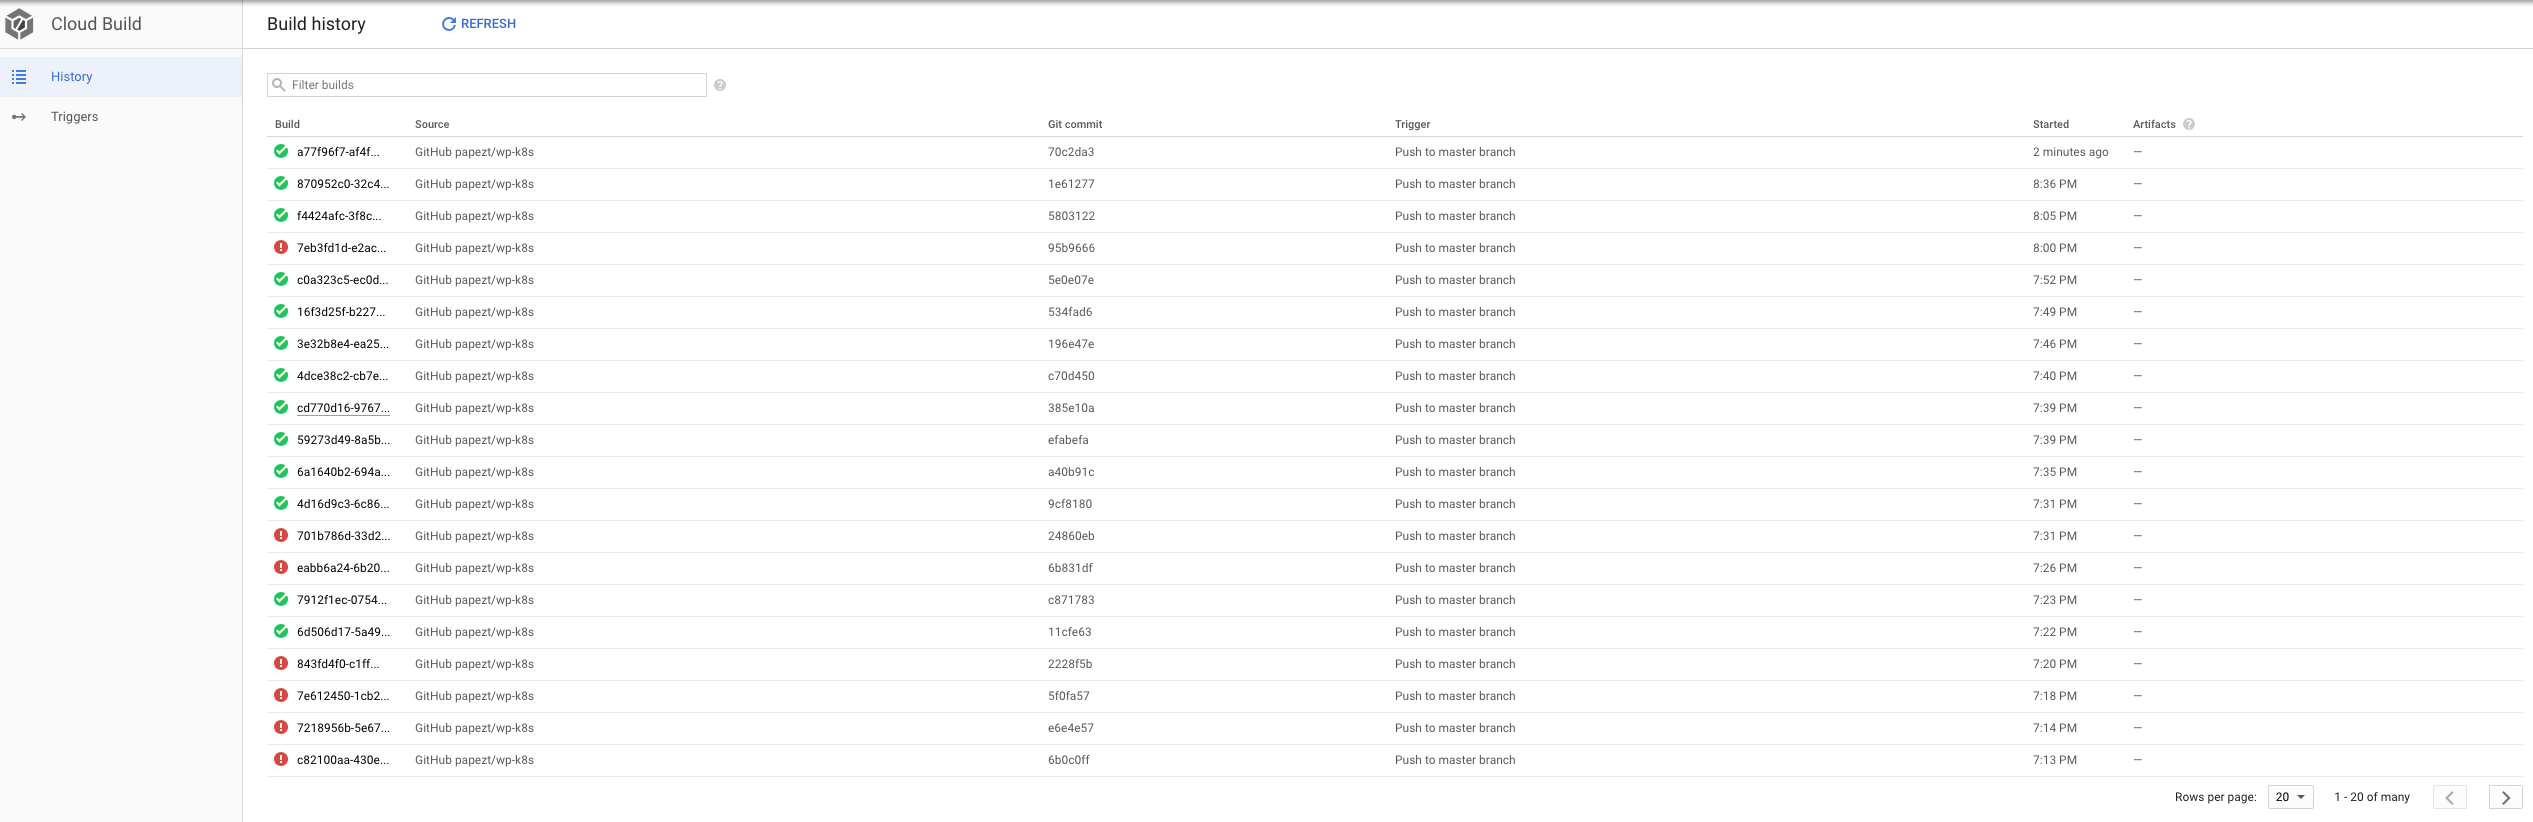 Cloud Build
Build history REFRESH
History
Triggers
Filter builds
Build Source Git commit Trigger Started Artifacts
a77f96f7-af4f... GitHub papezt/wp-k8s 70c2da3 Push to master branch 2 minutes ago —
870952c0-32c4... GitHub papezt/wp-k8s 1e61277 Push to master branch 8:36 PM —
f4424afc-3f8c... GitHub papezt/wp-k8s 5803122 Push to master branch 8:05 PM —
7eb3fd1d-e2ac... GitHub papezt/wp-k8s 95b9666 Push to master branch 8:00 PM —
c0a323c5-ec0d... GitHub papezt/wp-k8s 5e0e07e Push to master branch 7:52 PM —
16f3d25f-b227... GitHub papezt/wp-k8s 534fad6 Push to master branch 7:49 PM —
3e32b8e4-ea25... GitHub papezt/wp-k8s 196e47e Push to master branch 7:46 PM —
4dce38c2-cb7e... GitHub papezt/wp-k8s c70d450 Push to master branch 7:40 PM —
cd770d16-9767... GitHub papezt/wp-k8s 385e10a Push to master branch 7:39 PM —
59273d49-8a5b... GitHub papezt/wp-k8s efabefa Push to master branch 7:39 PM —
6a1640b2-694a... GitHub papezt/wp-k8s a40b91c Push to master branch 7:35 PM —
4d16d9c3-6c86... GitHub papezt/wp-k8s 9cf8180 Push to master branch 7:31 PM —
701b786d-33d2... GitHub papezt/wp-k8s 24860eb Push to master branch 7:31 PM —
eabb6a24-6b20... GitHub papezt/wp-k8s 6b831df Push to master branch 7:26 PM —
7912f1ec-0754... GitHub papezt/wp-k8s c871783 Push to master branch 7:23 PM —
6d506d17-5a49... GitHub papezt/wp-k8s 11cfe63 Push to master branch 7:22 PM —
843fd4f0-c1ff... GitHub papezt/wp-k8s 2228f5b Push to master branch 7:20 PM —
7e612450-1cb2... GitHub papezt/wp-k8s 5f0fa57 Push to master branch 7:18 PM —
7218956b-5e67... GitHub papezt/wp-k8s e6e4e57 Push to master branch 7:14 PM —
c82100aa-430e... GitHub papezt/wp-k8s 6b0c0ff Push to master branch 7:13 PM —
Rows per page: 20 1 - 20 of many